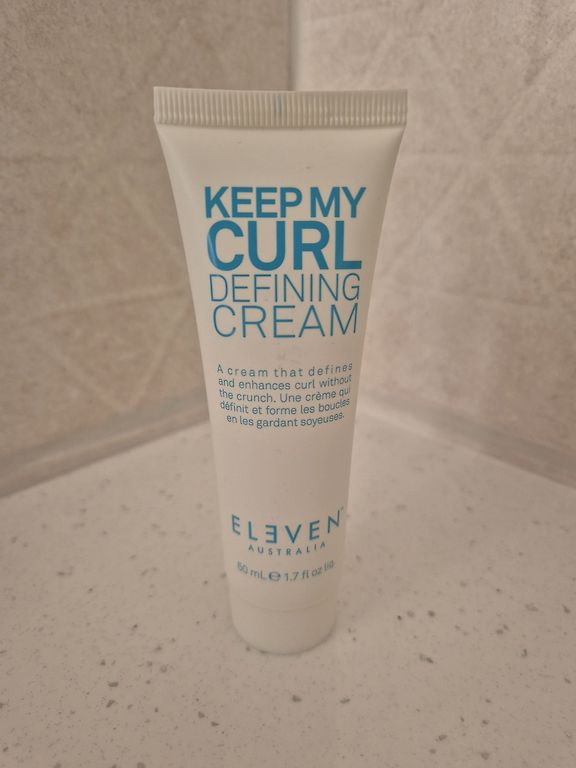 KEEP MY
CURL
DEFINING
CREAM
A cream that defines
and enhances curl without
the crunch. Une crème qui
définit et forme les boucles
en les gardant soyeuses.
ELEVEN
AUSTRALIA
50 mL ℮ 1.7 fl oz liq